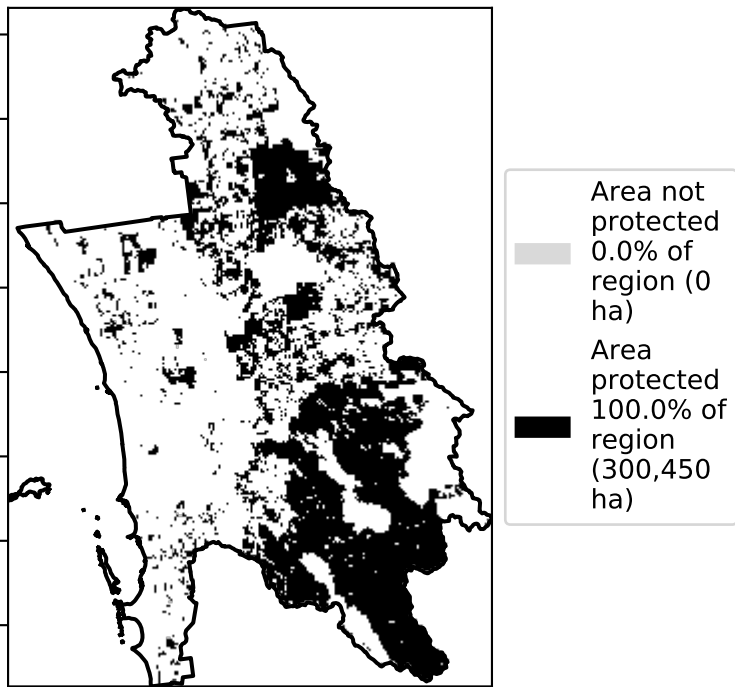 Area not
protected
0.0% of
region (0
ha)
Area
protected
100.0% of
region
(300,450
ha)